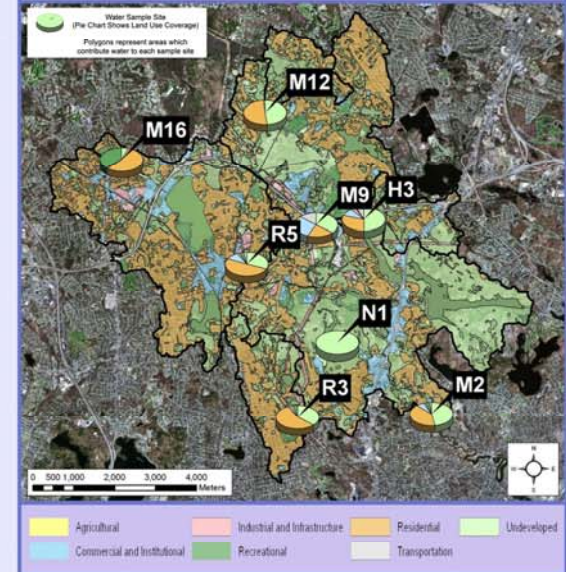 Water Sample Site
(Pie Chart Shows Land Use Coverage)
Polygons represent areas which
contribute water to each sample site
M12
M16
M9
H3
R5
N1
R3
M2
0 500 1,000 2,000 3,000 4,000
Meters
N
W
E
S
Agricultural
Industrial and Infrastructure
Residential
Undeveloped
Commercial and Institutional
Recreational
Transportation